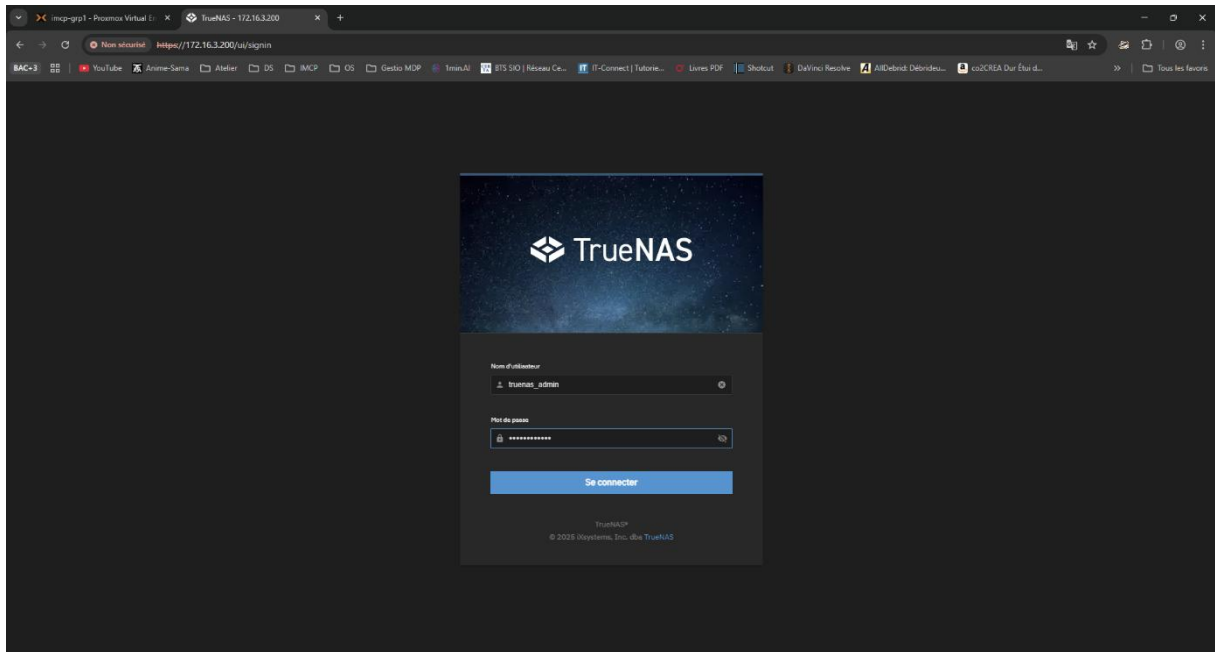 imcp-grp1 - Proxmox Virtual En
TrueNAS - 172.16.3.200
Non sécurisé https://172.16.3.200/ui/signin
BAC+3 YouTube Anime-Sama Atelier DS IMCP OS Gestio MDP 1min.AI BTS SIO | Réseau Ce... IT-Connect | Tutorie... Livres PDF Shotcut DaVinci Resolve AllDebrid: Débrideu... co2CREA Dur Étui d... » Tous les favoris
TrueNAS
Nom d'utilisateur
truenas_admin
Mot de passe
••••••••••••
Se connecter
TrueNAS®
© 2025 iXsystems, Inc. dba TrueNAS